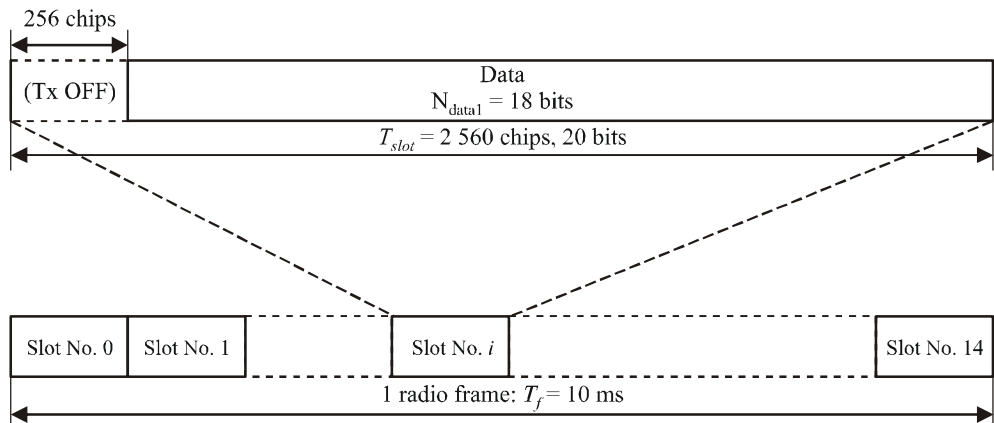 256 chips
(Tx OFF)
Data
N_data1 = 18 bits
T_slot = 2 560 chips, 20 bits
Slot No. 0
Slot No. 1
Slot No. i
Slot No. 14
1 radio frame: T_f = 10 ms